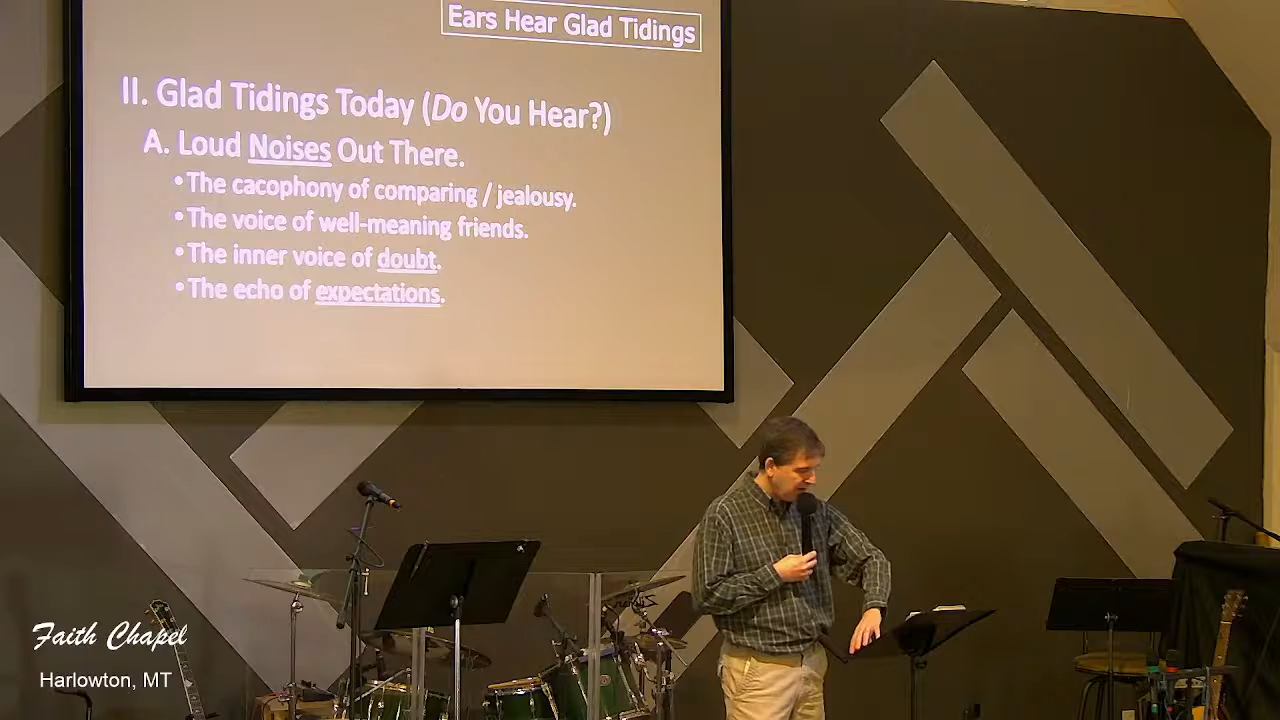 Ears Hear Glad Tidings
II. Glad Tidings Today (Do You Hear?)
A. Loud Noises Out There.
•The cacophony of comparing / jealousy.
•The voice of well-meaning friends.
•The inner voice of doubt.
•The echo of expectations.
Faith Chapel
Harlowton, MT